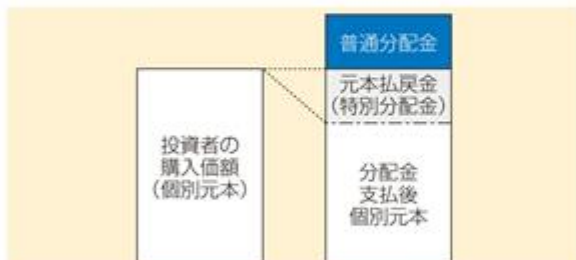 普通分配金
元本払戻金
(特別分配金)
投資者の
購入価額
(個別元本)
分配金
支払後
個別元本